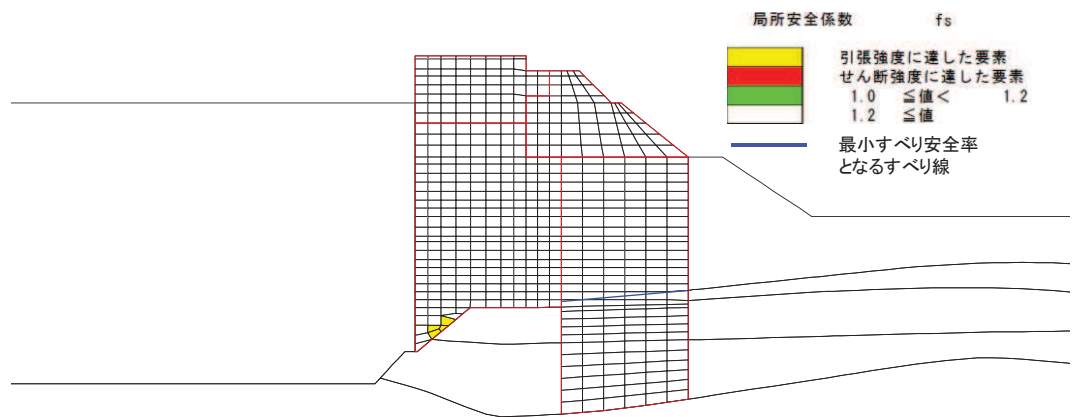 局所安全係数 fs
引張強度に達した要素
せん断強度に達した要素
1.0 ≦値< 1.2
1.2 ≦値
最小すべり安全率
となるすべり線